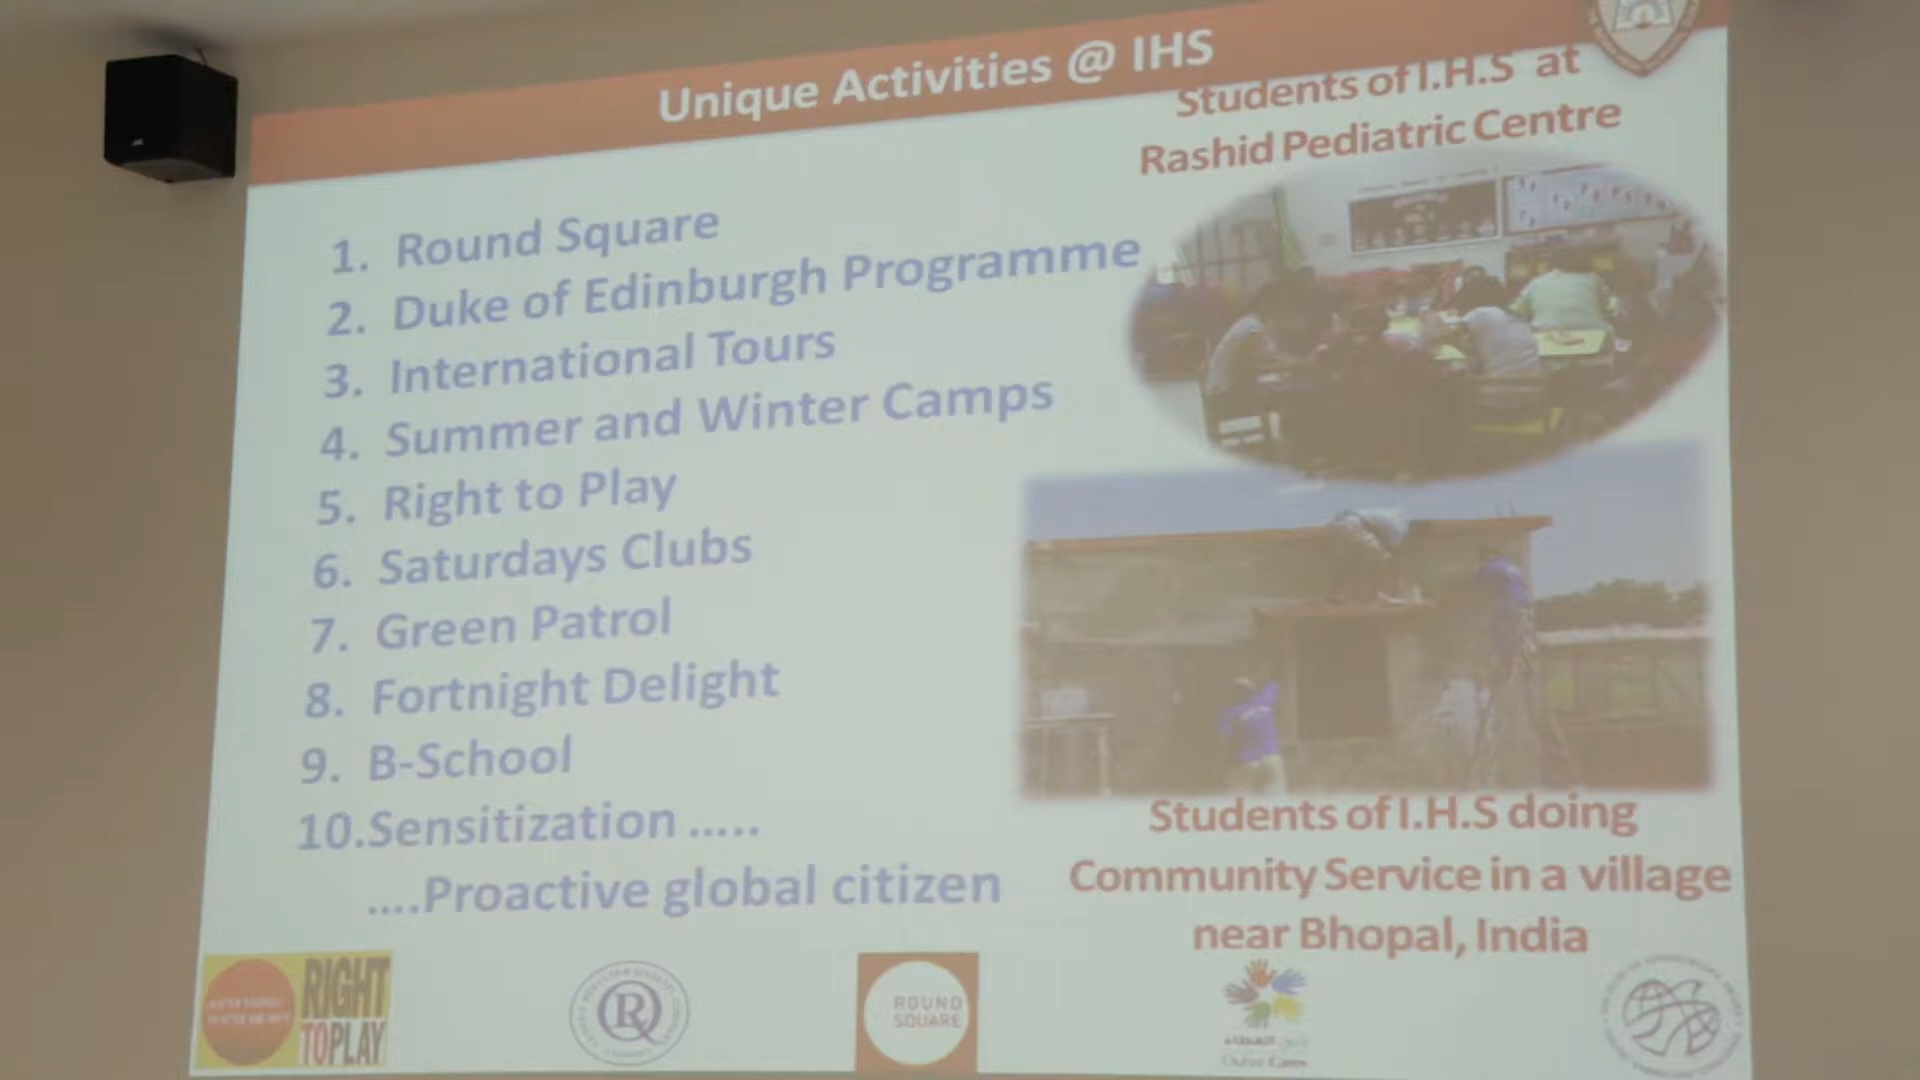 Unique Activities @ IHS
Students of I.H.S at
Rashid Pediatric Centre
1. Round Square
2. Duke of Edinburgh Programme
3. International Tours
4. Summer and Winter Camps
5. Right to Play
6. Saturdays Clubs
7. Green Patrol
8. Fortnight Delight
9. B-School
10.Sensitization .....
....Proactive global citizen
Students of I.H.S doing
Community Service in a village
near Bhopal, India
RIGHT
TO PLAY
R
ROUND
SQUARE
Dubai Cares